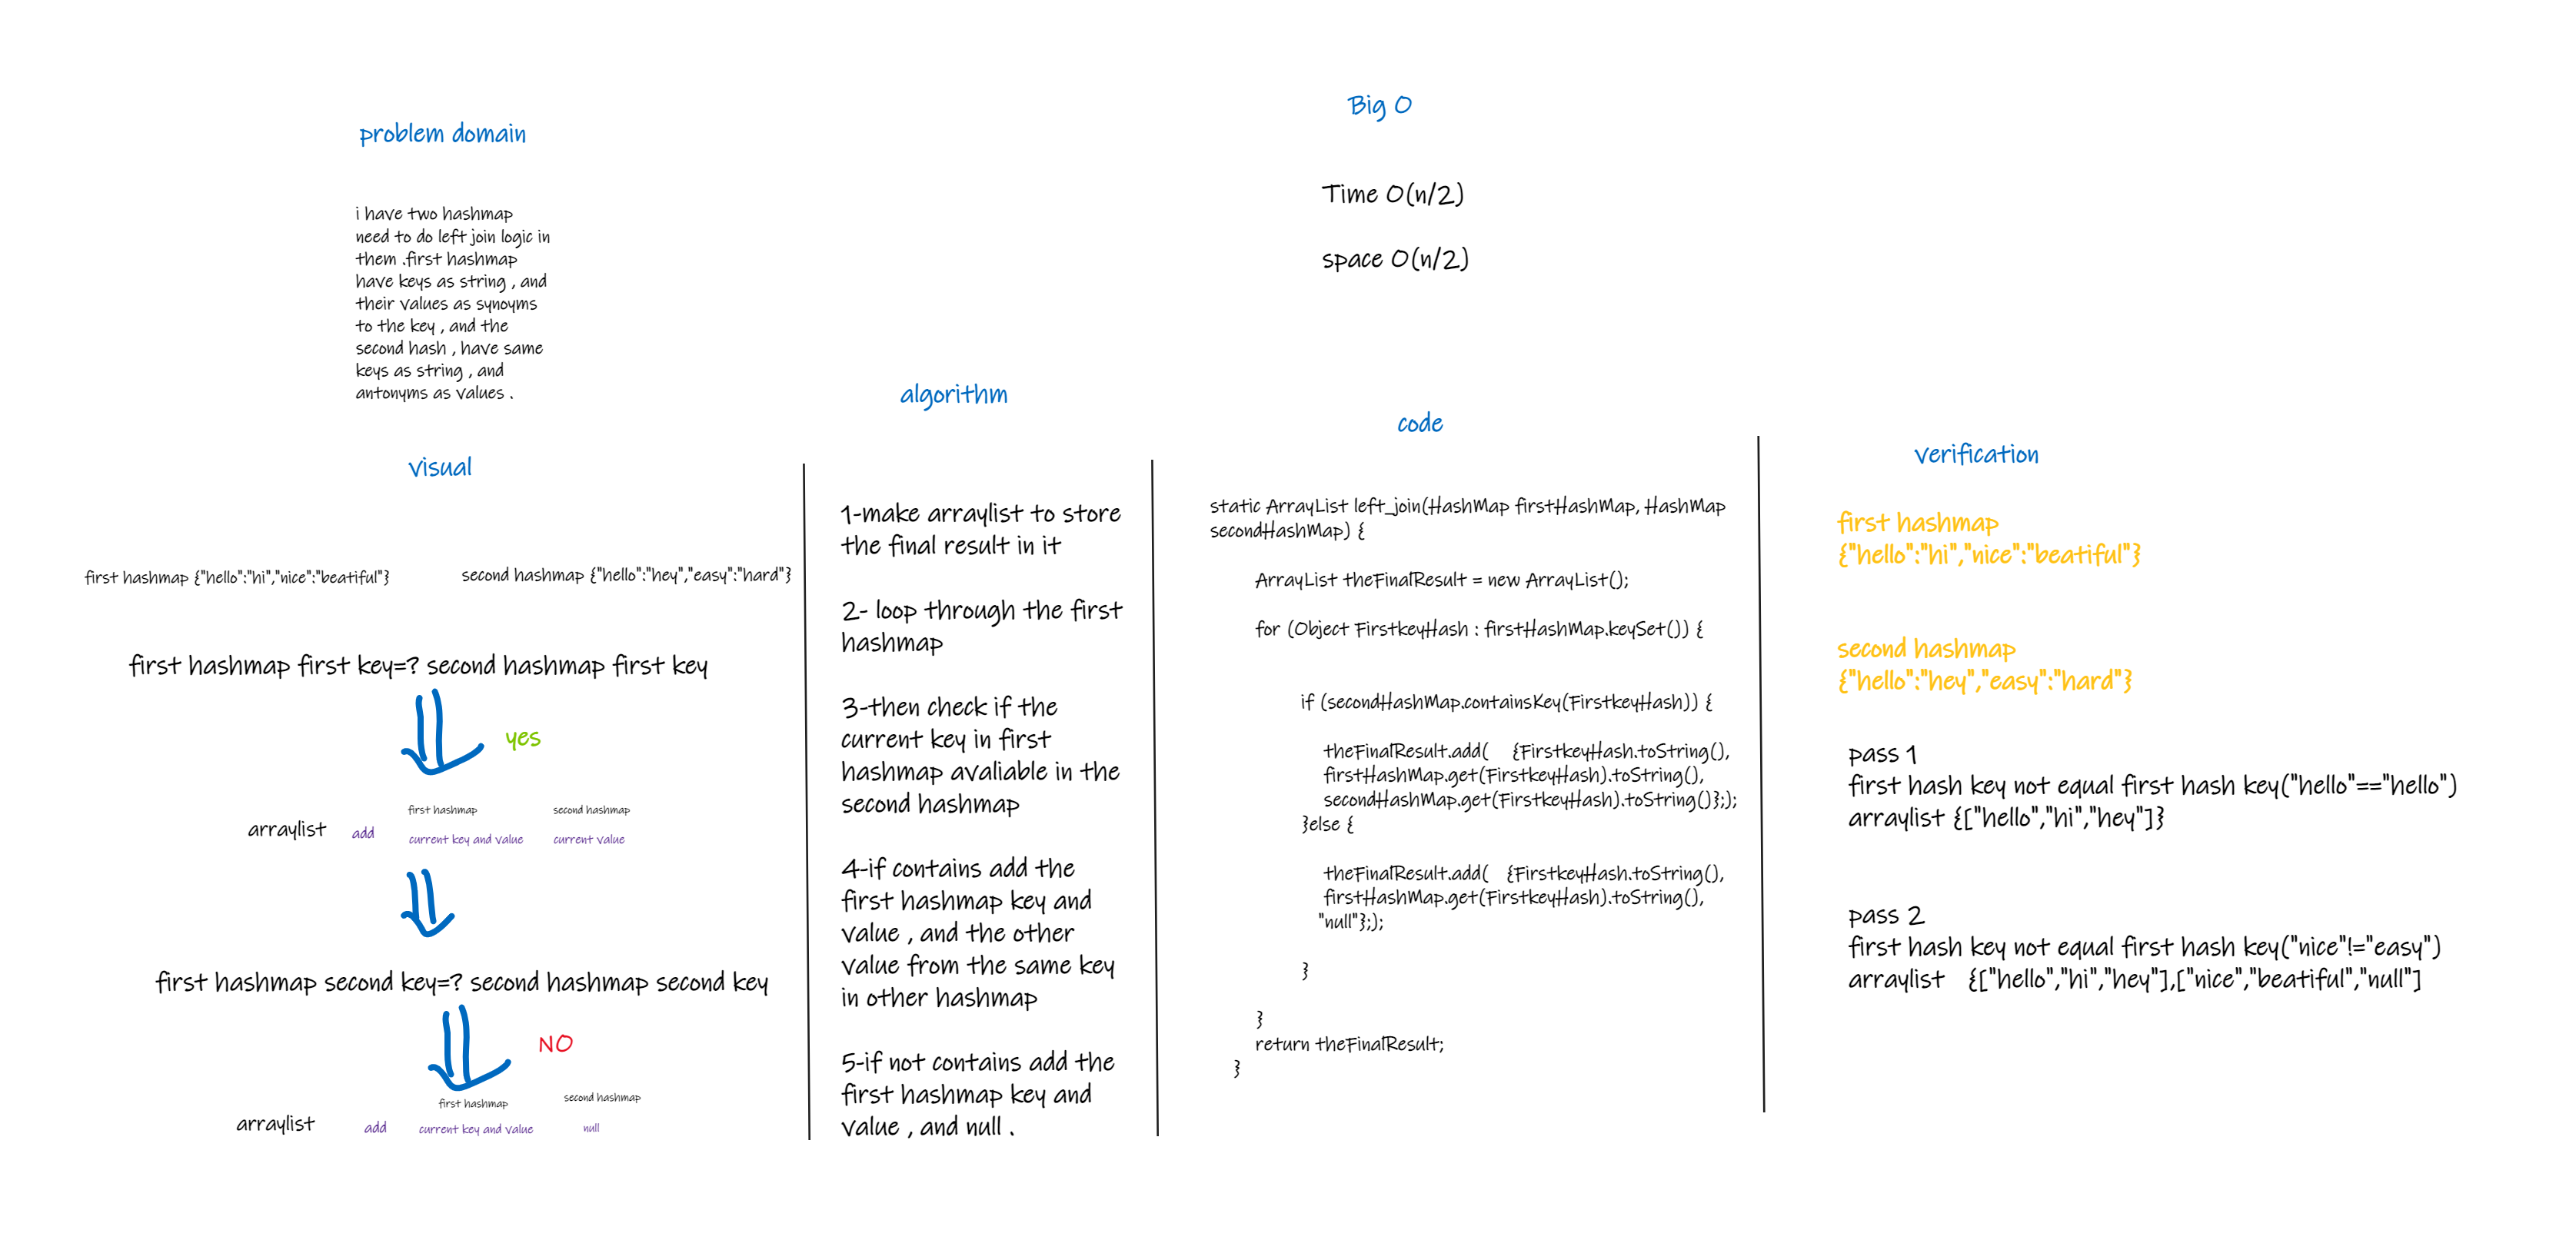 problem domain
i have two hashmap
need to do left join logic in
them .first hashmap
have keys as string , and
their values as synoyms
to the key , and the
second hash , have same
keys as string , and
antonyms as values .
Big O
Time O(n/2)
space O(n/2)
visual
first hashmap {"hello":"hi","nice":"beatiful"}
second hashmap {"hello":"hey","easy":"hard"}
first hashmap first key=? second hashmap first key
yes
first hashmap
second hashmap
arraylist
add
current key and value
current value
first hashmap second key=? second hashmap second key
NO
first hashmap
second hashmap
arraylist
add
current key and value
null
algorithm
1-make arraylist to store
the final result in it
2- loop through the first
hashmap
3-then check if the
current key in first
hashmap avaliable in the
second hashmap
4-if contains add the
first hashmap key and
value , and the other
value from the same key
in other hashmap
5-if not contains add the
first hashmap key and
value , and null .
code
static ArrayList left_join(HashMap firstHashMap, HashMap
secondHashMap) {
ArrayList theFinalResult = new ArrayList();
for (Object FirstkeyHash : firstHashMap.keySet()) {
if (secondHashMap.containsKey(FirstkeyHash)) {
theFinalResult.add( {FirstkeyHash.toString(),
firstHashMap.get(FirstkeyHash).toString(),
secondHashMap.get(FirstkeyHash).toString()};);
}else {
theFinalResult.add( {FirstkeyHash.toString(),
firstHashMap.get(FirstkeyHash).toString(),
"null"};);
}
}
return theFinalResult;
}
verification
first hashmap
{"hello":"hi","nice":"beatiful"}
second hashmap
{"hello":"hey","easy":"hard"}
pass 1
first hash key not equal first hash key("hello"=="hello")
arraylist {["hello","hi","hey"]}
pass 2
first hash key not equal first hash key("nice"!="easy")
arraylist {["hello","hi","hey"],["nice","beatiful","null"]